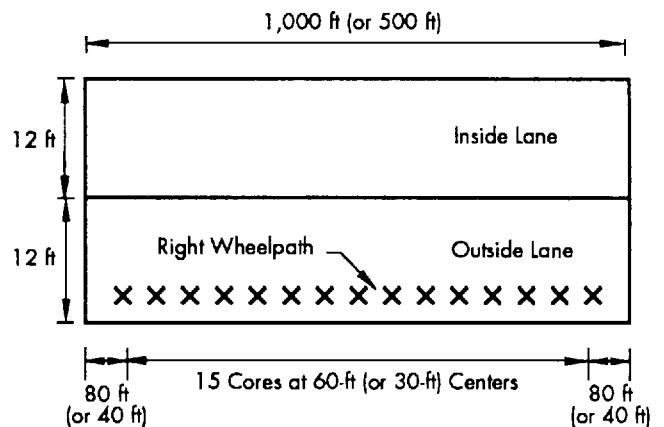 1,000 ft (or 500 ft)
12 ft
Inside Lane
12 ft
Right Wheelpath
Outside Lane
15 Cores at 60-ft (or 30-ft) Centers
80 ft
(or 40 ft)
80 ft
(or 40 ft)